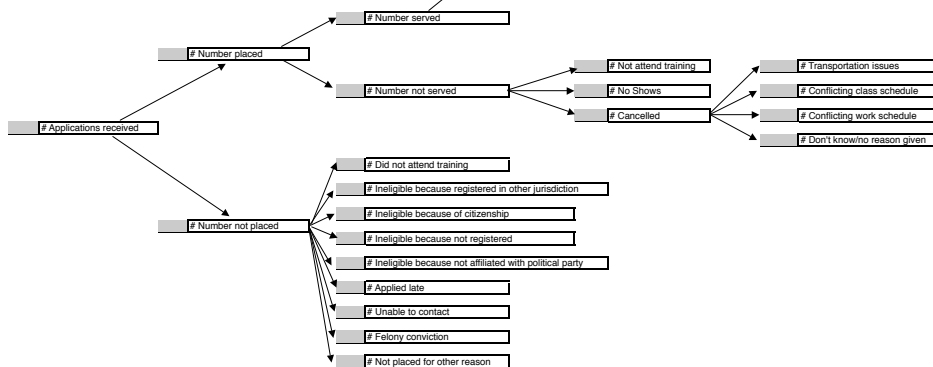 # Number served
# Number placed
# Number not served
# Not attend training
# No Shows
# Cancelled
# Transportation issues
# Conflicting class schedule
# Conflicting work schedule
# Don't know/no reason given
# Applications received
# Number not placed
# Did not attend training
# Ineligible because registered in other jurisdiction
# Ineligible because of citizenship
# Ineligible because not registered
# Ineligible because not affiliated with political party
# Applied late
# Unable to contact
# Felony conviction
# Not placed for other reason